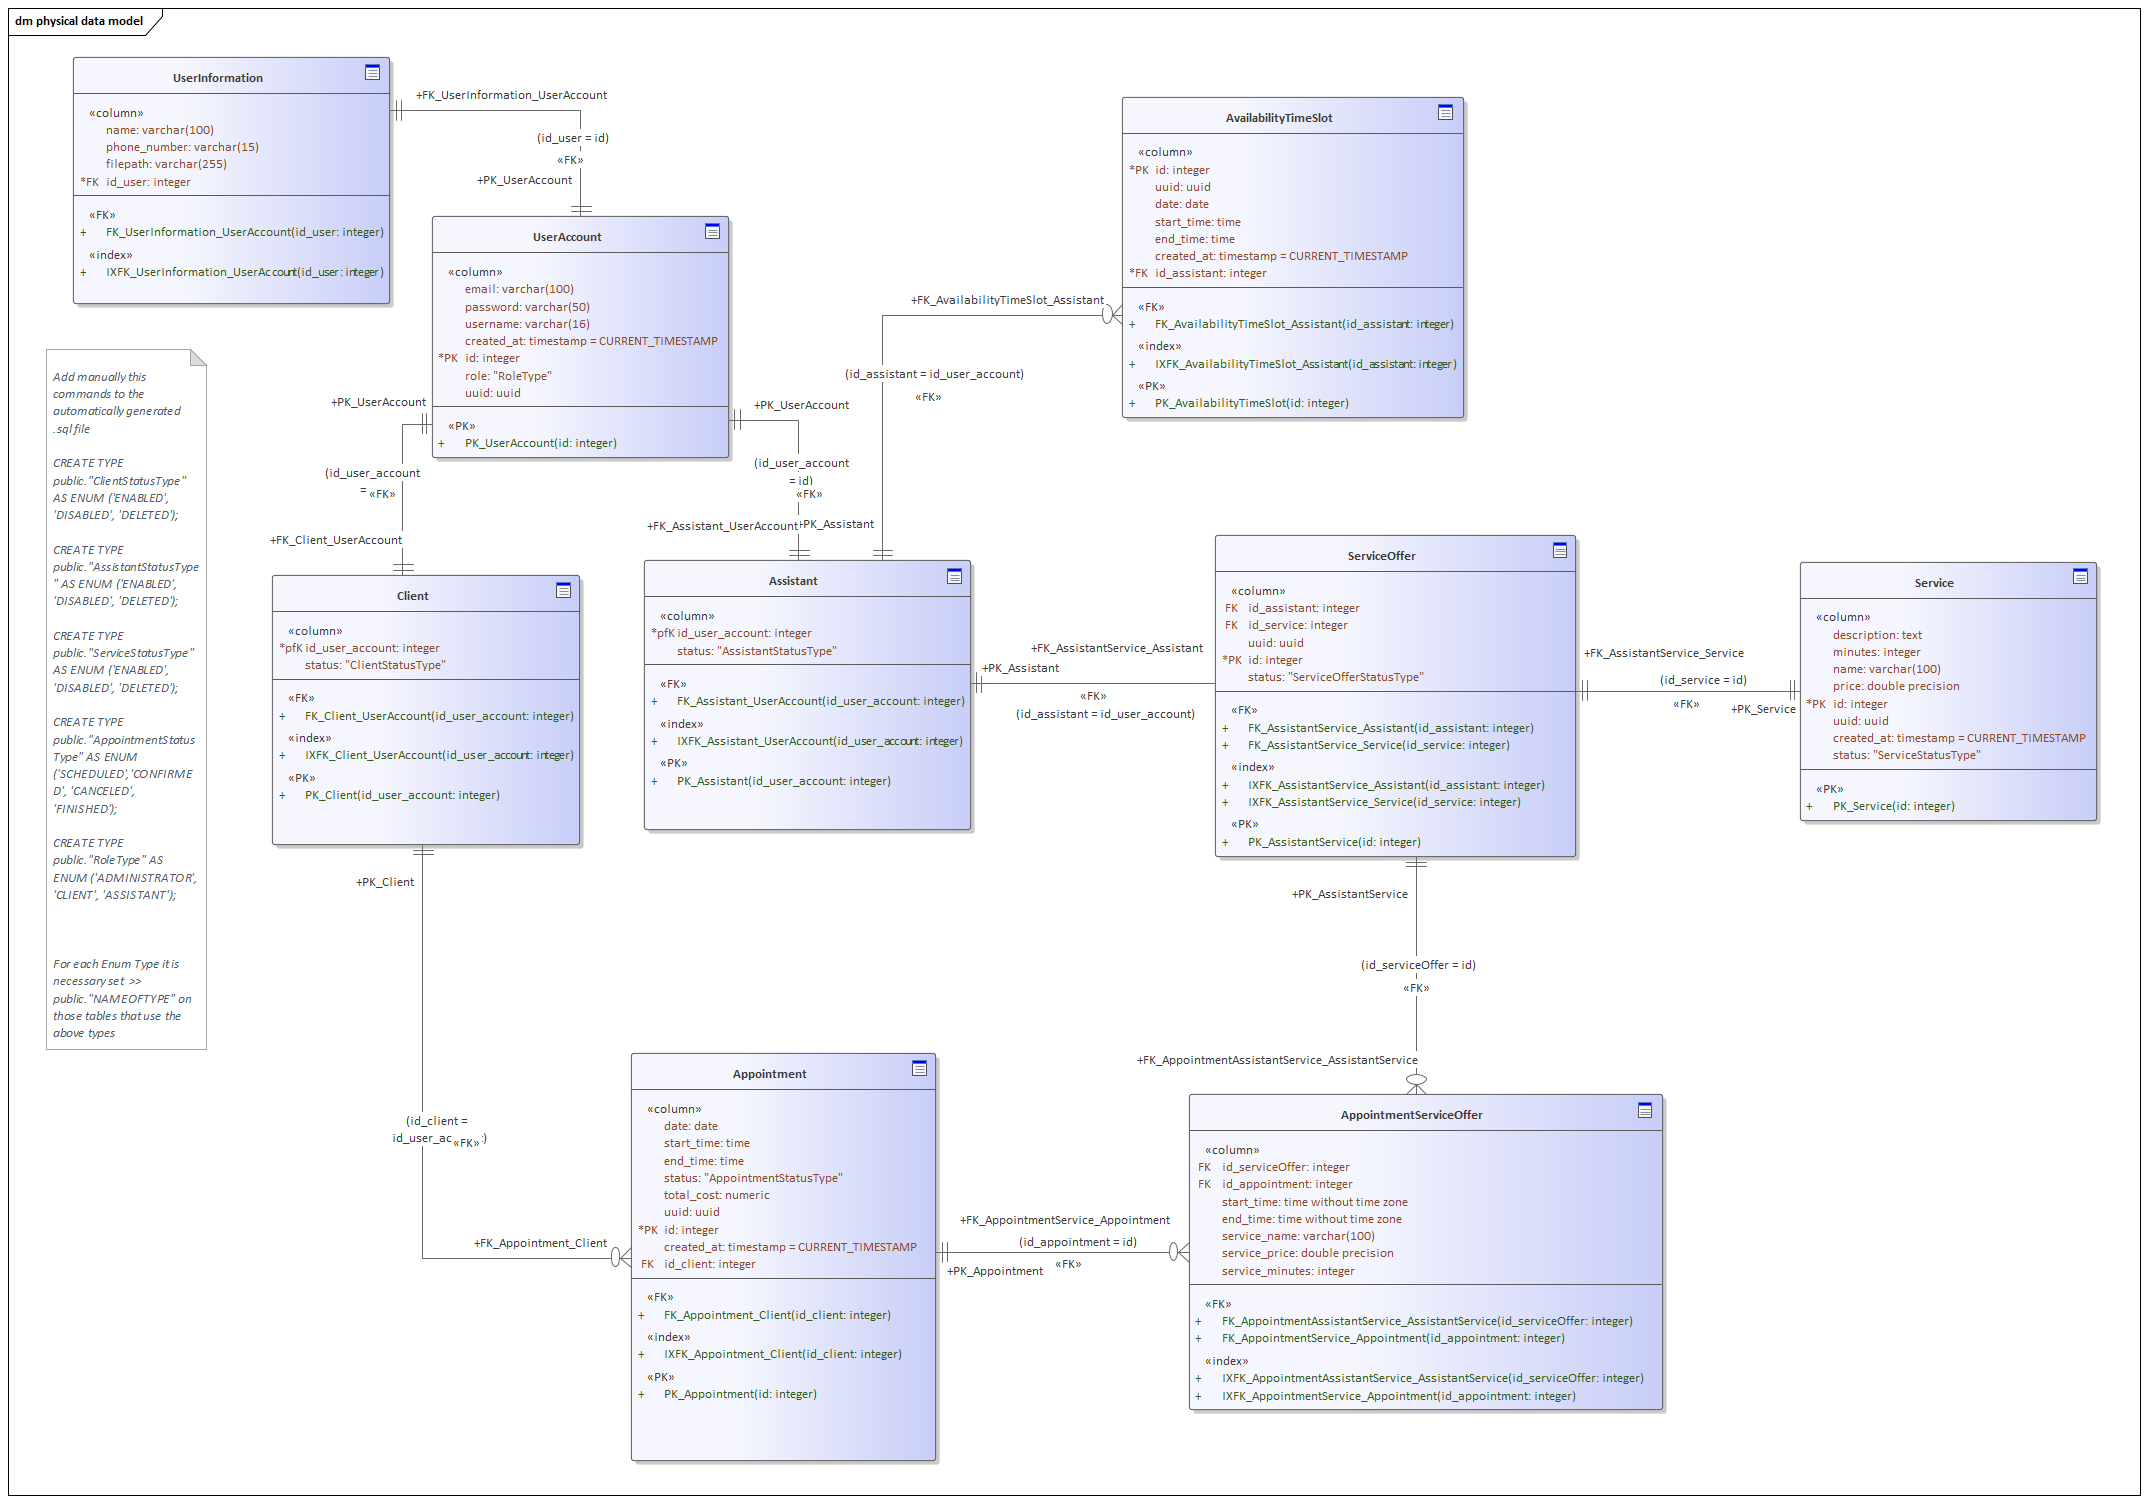 dm physical data model
UserInformation
«column»
name: varchar(100)
phone_number: varchar(15)
filepath: varchar(255)
*FK id_user: integer
«FK»
+ FK_UserInformation_UserAccount(id_user: integer)
«index»
+ IXFK_UserInformation_UserAccount(id_user: integer)
+FK_UserInformation_UserAccount
(id_user = id)
«FK»
+PK_UserAccount
UserAccount
«column»
email: varchar(100)
password: varchar(50)
username: varchar(16)
created_at: timestamp = CURRENT_TIMESTAMP
*PK id: integer
role: "RoleType"
uuid: uuid
«PK»
+ PK_UserAccount(id: integer)
AvailabilityTimeSlot
«column»
*PK id: integer
uuid: uuid
date: date
start_time: time
end_time: time
created_at: timestamp = CURRENT_TIMESTAMP
*FK id_assistant: integer
«FK»
+ FK_AvailabilityTimeSlot_Assistant(id_assistant: integer)
«index»
+ IXFK_AvailabilityTimeSlot_Assistant(id_assistant: integer)
«PK»
+ PK_AvailabilityTimeSlot(id: integer)
+FK_AvailabilityTimeSlot_Assistant
(id_assistant = id_user_account)
«FK»
+PK_Assistant
Add manually this
commands to the
automatically generated
.sql file
CREATE TYPE
public."ClientStatusType"
AS ENUM ('ENABLED',
'DISABLED', 'DELETED');
CREATE TYPE
public."AssistantStatusType
" AS ENUM ('ENABLED',
'DISABLED', 'DELETED');
CREATE TYPE
public."ServiceStatusType"
AS ENUM ('ENABLED',
'DISABLED', 'DELETED');
CREATE TYPE
public."AppointmentStatus
Type" AS ENUM
('SCHEDULED','CONFIRME
D', 'CANCELED',
'FINISHED');
CREATE TYPE
public."RoleType" AS
ENUM ('ADMINISTRATOR',
'CLIENT', 'ASSISTANT');
For each Enum Type it is
necessary set >>
public."NAMEOFTYPE" on
those tables that use the
above types
+PK_UserAccount
(id_user_account
= «FK»
+FK_Client_UserAccount
+PK_UserAccount
(id_user_account
= id)
«FK»
+FK_Assistant_UserAccount
Client
«column»
*pfK id_user_account: integer
status: "ClientStatusType"
«FK»
+ FK_Client_UserAccount(id_user_account: integer)
«index»
+ IXFK_Client_UserAccount(id_user_account: integer)
«PK»
+ PK_Client(id_user_account: integer)
Assistant
«column»
*pfK id_user_account: integer
status: "AssistantStatusType"
«FK»
+ FK_Assistant_UserAccount(id_user_account: integer)
«index»
+ IXFK_Assistant_UserAccount(id_user_account: integer)
«PK»
+ PK_Assistant(id_user_account: integer)
+FK_AssistantService_Assistant
+PK_Assistant
«FK»
(id_assistant = id_user_account)
ServiceOffer
«column»
FK id_assistant: integer
FK id_service: integer
uuid: uuid
*PK id: integer
status: "ServiceOfferStatusType"
«FK»
+ FK_AssistantService_Assistant(id_assistant: integer)
+ FK_AssistantService_Service(id_service: integer)
«index»
+ IXFK_AssistantService_Assistant(id_assistant: integer)
+ IXFK_AssistantService_Service(id_service: integer)
«PK»
+ PK_AssistantService(id: integer)
+FK_AssistantService_Service
(id_service = id)
«FK»
+PK_Service
Service
«column»
description: text
minutes: integer
name: varchar(100)
price: double precision
*PK id: integer
uuid: uuid
created_at: timestamp = CURRENT_TIMESTAMP
status: "ServiceStatusType"
«PK»
+ PK_Service(id: integer)
+PK_Client
(id_client =
id_user_ac «FK» :)
+FK_Appointment_Client
+PK_AssistantService
(id_serviceOffer = id)
«FK»
+FK_AppointmentAssistantService_AssistantService
Appointment
«column»
date: date
start_time: time
end_time: time
status: "AppointmentStatusType"
total_cost: numeric
uuid: uuid
*PK id: integer
created_at: timestamp = CURRENT_TIMESTAMP
FK id_client: integer
«FK»
+ FK_Appointment_Client(id_client: integer)
«index»
+ IXFK_Appointment_Client(id_client: integer)
«PK»
+ PK_Appointment(id: integer)
+FK_AppointmentService_Appointment
(id_appointment = id)
+PK_Appointment «FK»
AppointmentServiceOffer
«column»
FK id_serviceOffer: integer
FK id_appointment: integer
start_time: time without time zone
end_time: time without time zone
service_name: varchar(100)
service_price: double precision
service_minutes: integer
«FK»
+ FK_AppointmentAssistantService_AssistantService(id_serviceOffer: integer)
+ FK_AppointmentService_Appointment(id_appointment: integer)
«index»
+ IXFK_AppointmentAssistantService_AssistantService(id_serviceOffer: integer)
+ IXFK_AppointmentService_Appointment(id_appointment: integer)